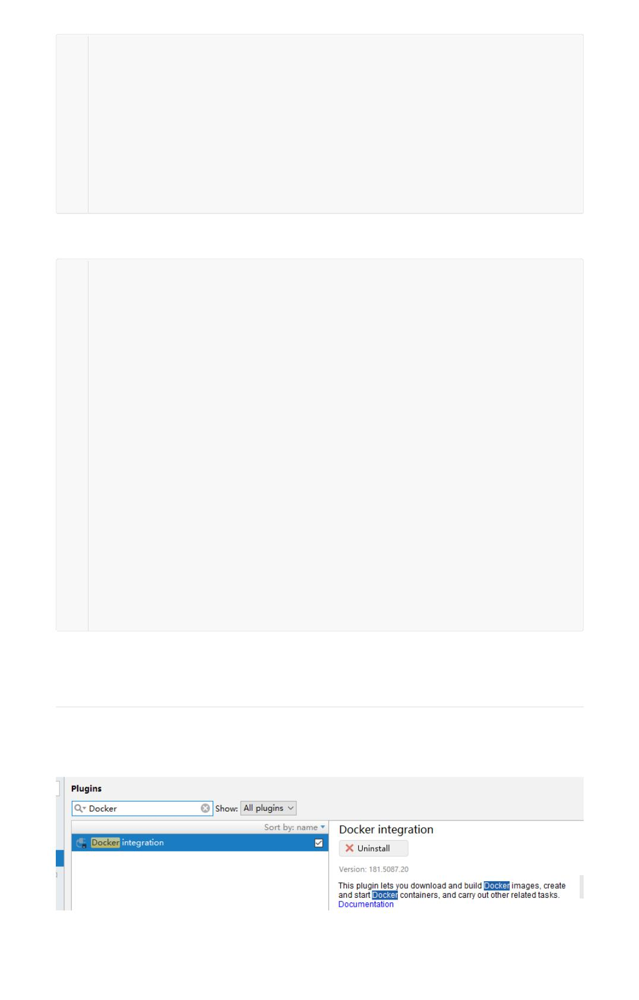 Plugins
Docker Show: All plugins
Sort by: name
Docker integration
Docker integration
Uninstall
Version: 181.5087.20
This plugin lets you download and build Docker images, create
and start Docker containers, and carry out other related tasks.
Documentation